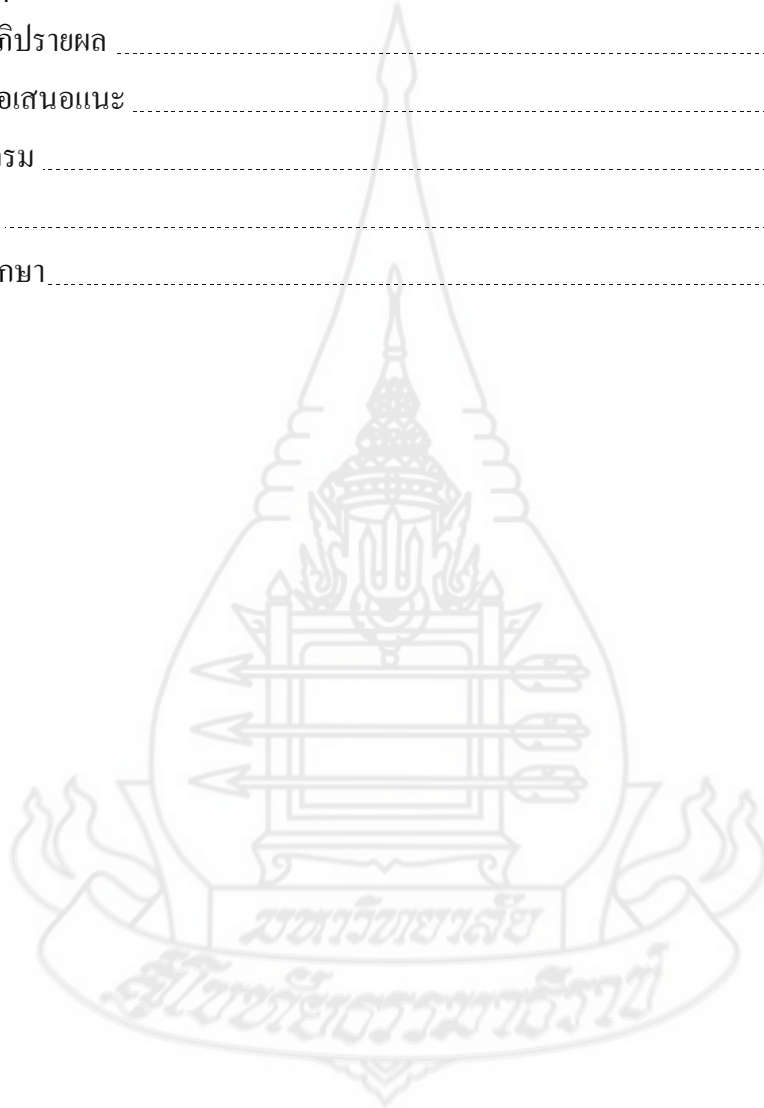 ภิปรายผล
อเสนอแนะ
รรม
กษา
มหาวิทยาลัย
สุโขทัยธรรมาธิราช